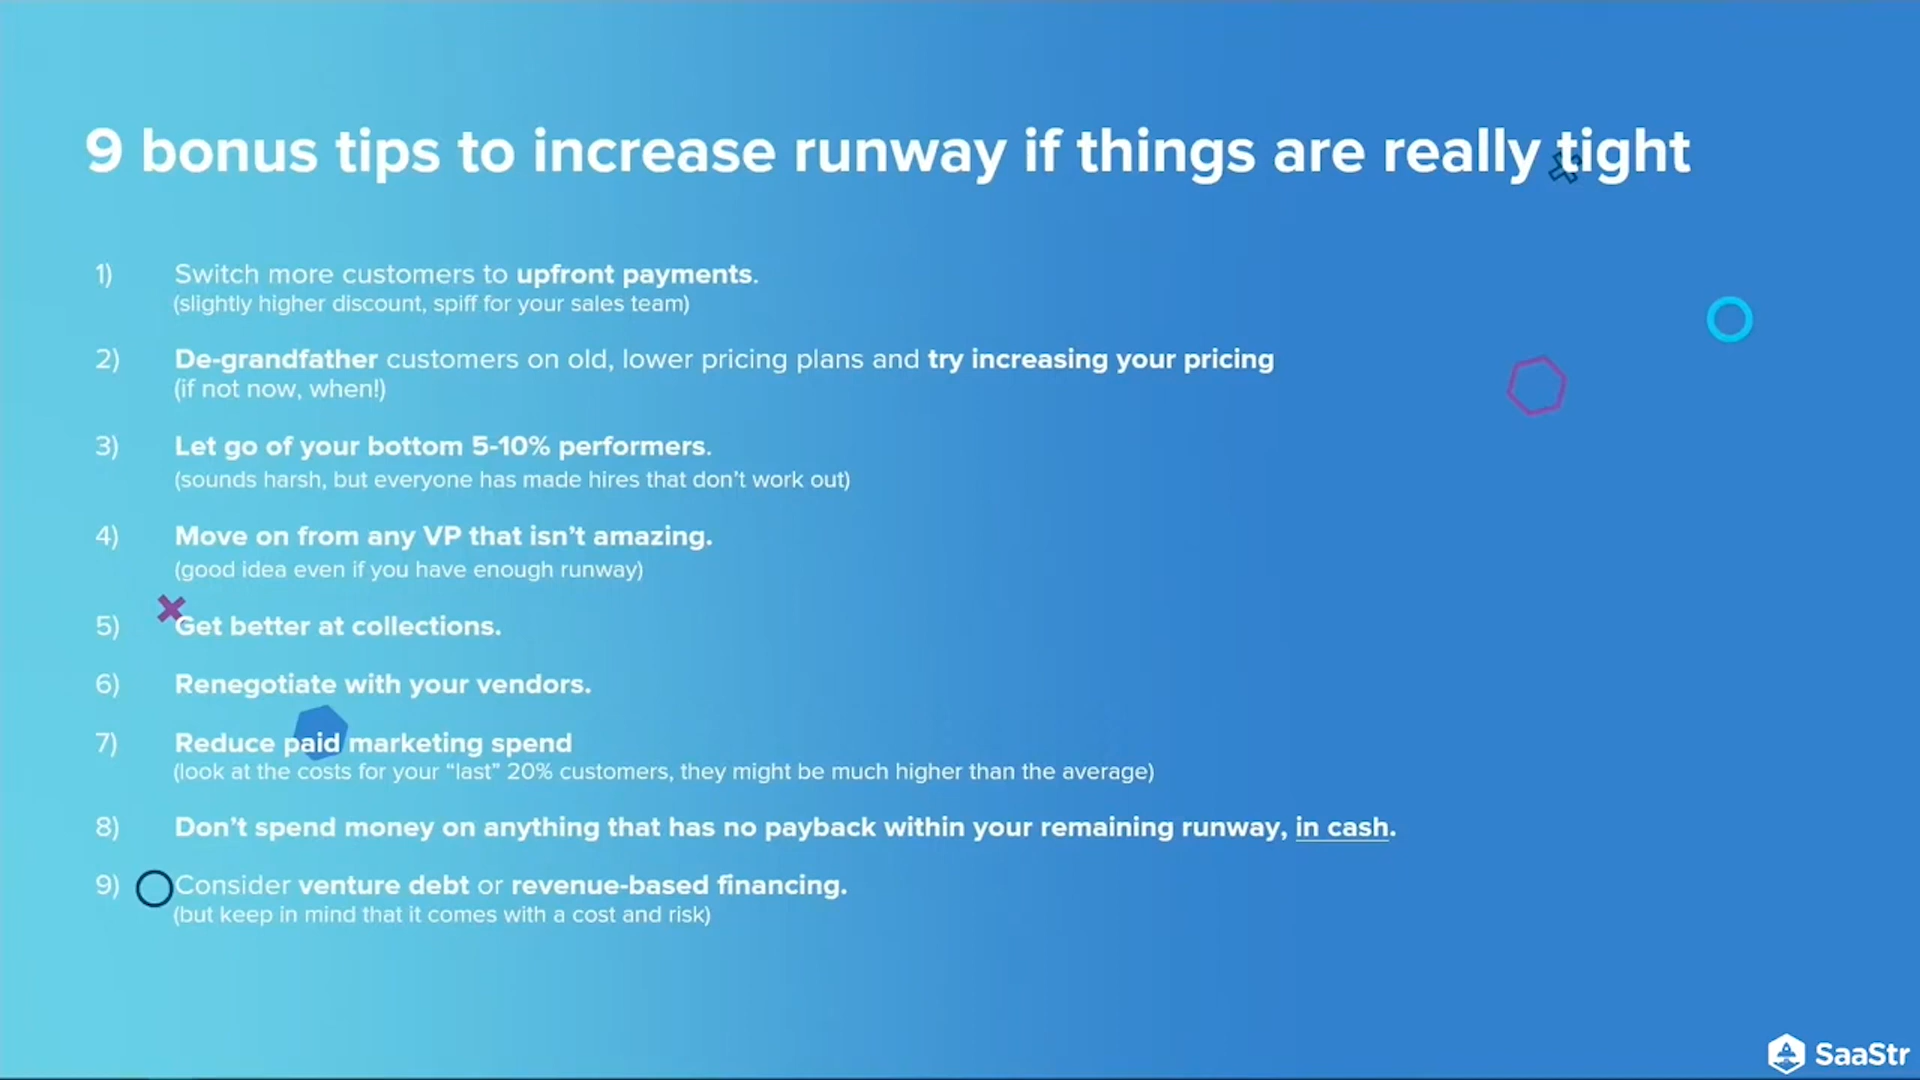 9 bonus tips to increase runway if things are really tight
1) Switch more customers to upfront payments.
(slightly higher discount, spiff for your sales team)
2) De-grandfather customers on old, lower pricing plans and try increasing your pricing
(if not now, when!)
3) Let go of your bottom 5-10% performers.
(sounds harsh, but everyone has made hires that don’t work out)
4) Move on from any VP that isn’t amazing.
(good idea even if you have enough runway)
5) Get better at collections.
6) Renegotiate with your vendors.
7) Reduce paid marketing spend
(look at the costs for your “last” 20% customers, they might be much higher than the average)
8) Don’t spend money on anything that has no payback within your remaining runway, in cash.
9) Consider venture debt or revenue-based financing.
(but keep in mind that it comes with a cost and risk)
SaaStr